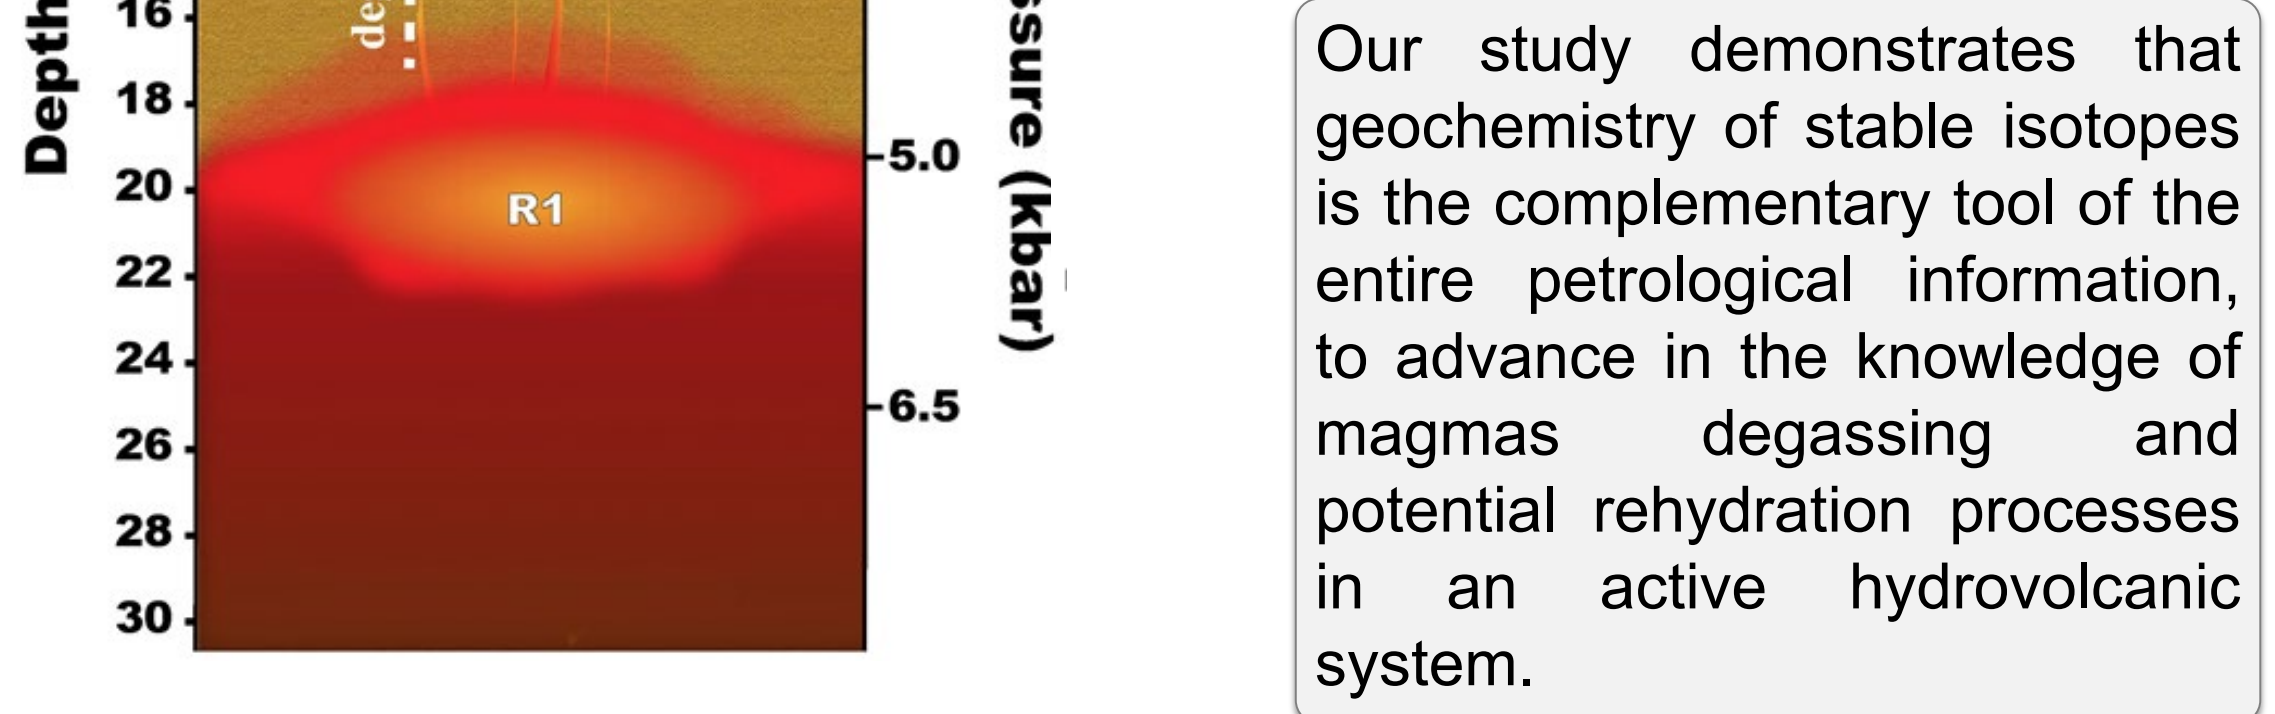 Depth
16
18
20
22
24
26
28
30
R1
5.0
6.5
(kbar)
Our study demonstrates that
geochemistry of stable isotopes
is the complementary tool of the
entire petrological information,
to advance in the knowledge of
magmas degassing and
potential rehydration processes
in an active hydrovolcanic
system.